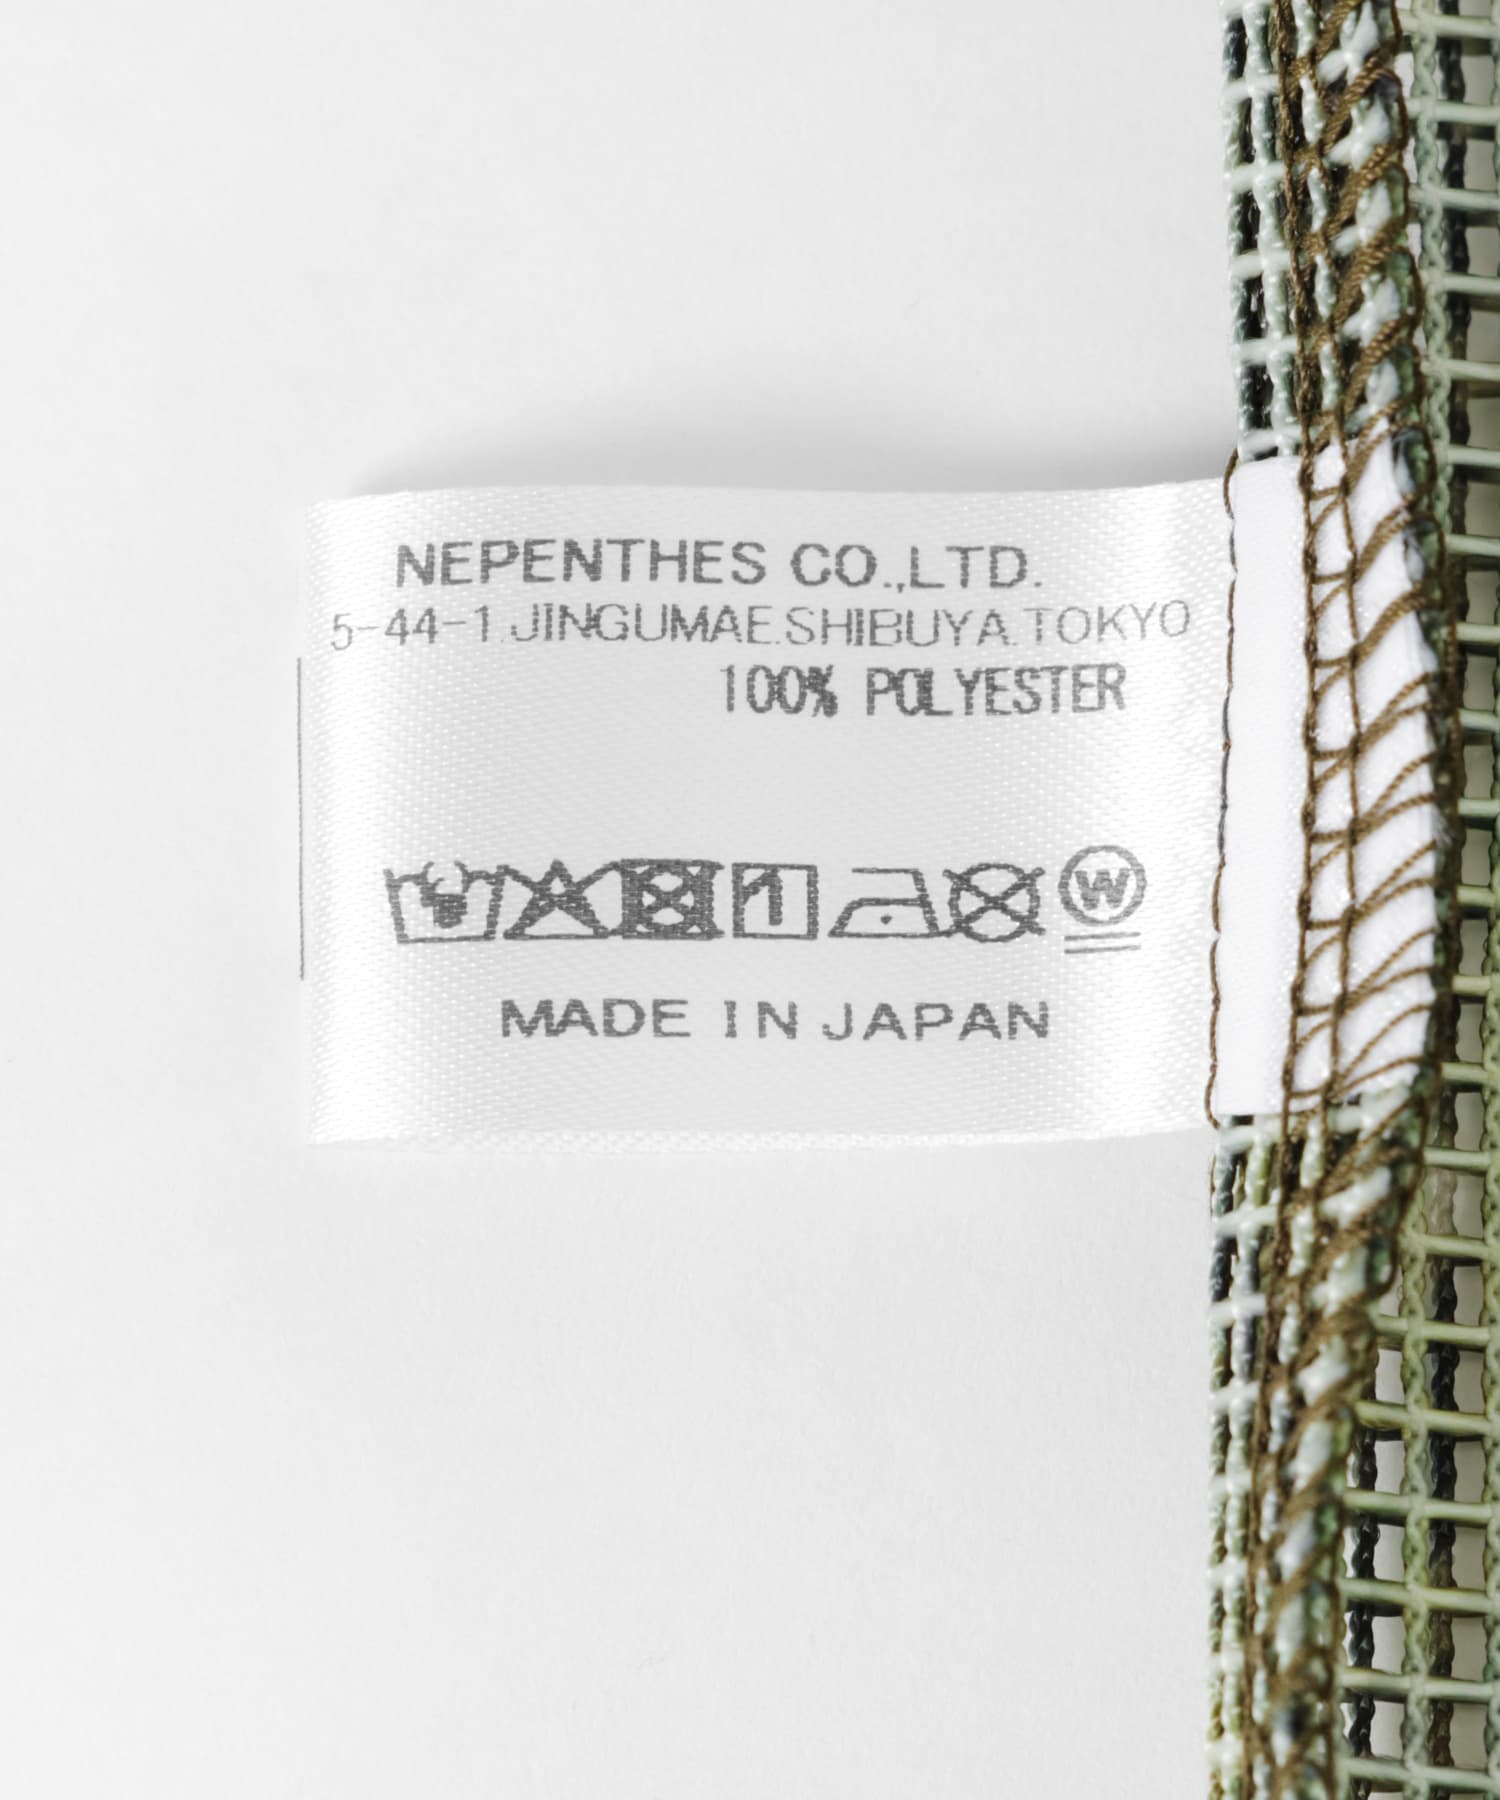 NEPENTHES CO.,LTD.
5-44-1.JINGUMAE.SHIBUYA.TOKYO
100% POLYESTER
W
MADE IN JAPAN